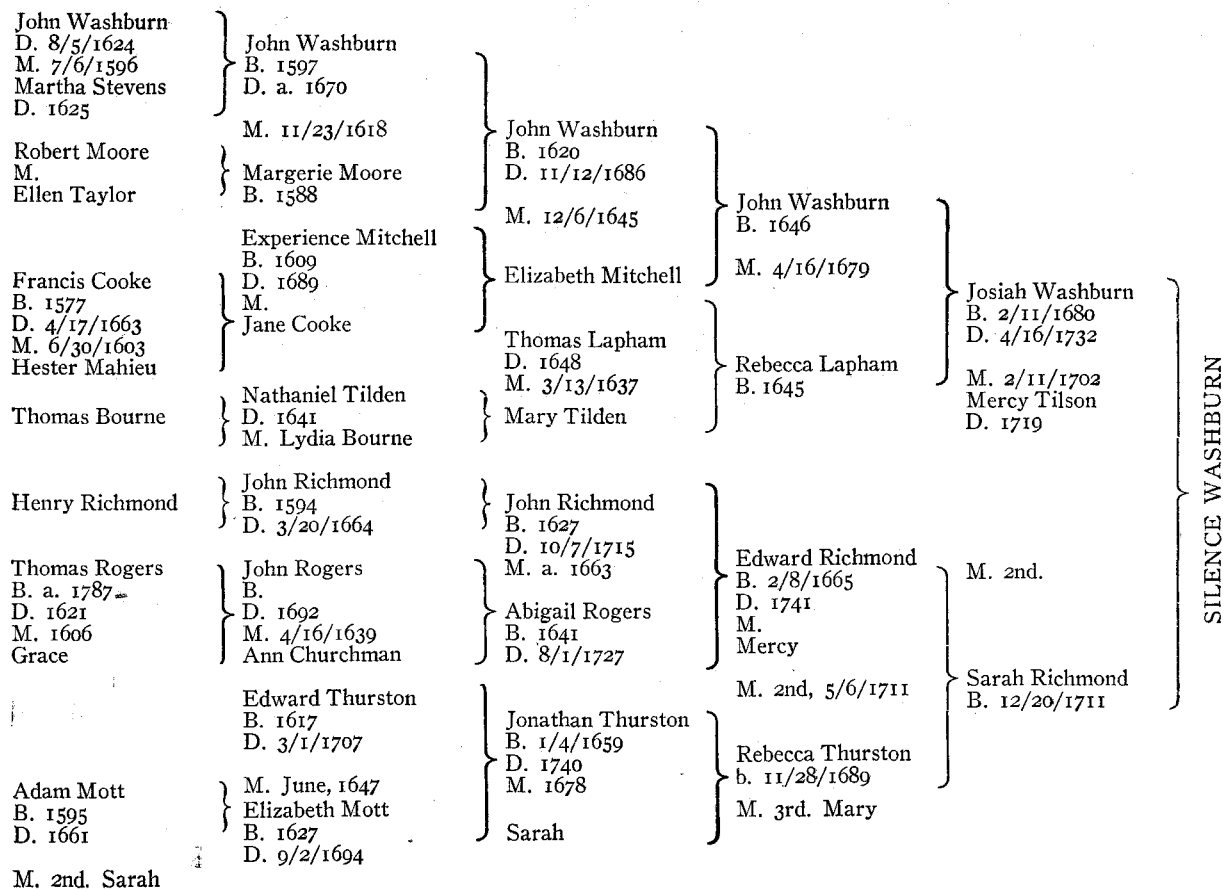 John Washburn
D. 8/5/1624
M. 7/6/1596
Martha Stevens
D. 1625
Robert Moore
M.
Ellen Taylor
Francis Cooke
B. 1577
D. 4/17/1663
M. 6/30/1603
Hester Mahieu
Thomas Bourne
Henry Richmond
Thomas Rogers
B. a. 1787
D. 1621
M. 1606
Grace
Adam Mott
B. 1595
D. 1661
M. 2nd. Sarah
John Washburn
B. 1597
D. a. 1670
M. 11/23/1618
Margerie Moore
B. 1588
Experience Mitchell
B. 1609
D. 1689
M.
Jane Cooke
Nathaniel Tilden
D. 1641
M. Lydia Bourne
John Richmond
B. 1594
D. 3/20/1664
John Rogers
B.
D. 1692
M. 4/16/1639
Ann Churchman
Edward Thurston
B. 1617
D. 3/1/1707
M. June, 1647
Elizabeth Mott
B. 1627
D. 9/2/1694
John Washburn
B. 1620
D. 11/12/1686
M. 12/6/1645
Elizabeth Mitchell
Thomas Lapham
D. 1648
M. 3/13/1637
Mary Tilden
John Richmond
B. 1627
D. 10/7/1715
M. a. 1663
Abigail Rogers
B. 1641
D. 8/1/1727
Jonathan Thurston
B. 1/4/1659
D. 1740
M. 1678
Sarah
John Washburn
B. 1646
M. 4/16/1679
Rebecca Lapham
B. 1645
Edward Richmond
B. 2/8/1665
D. 1741
M.
Mercy
M. 2nd, 5/6/1711
Rebecca Thurston
b. 11/28/1689
M. 3rd. Mary
Josiah Washburn
B. 2/11/1680
D. 4/16/1732
M. 2/11/1702
Mercy Tilson
D. 1719
M. 2nd.
Sarah Richmond
B. 12/20/1711
SILENCE WASHBURN